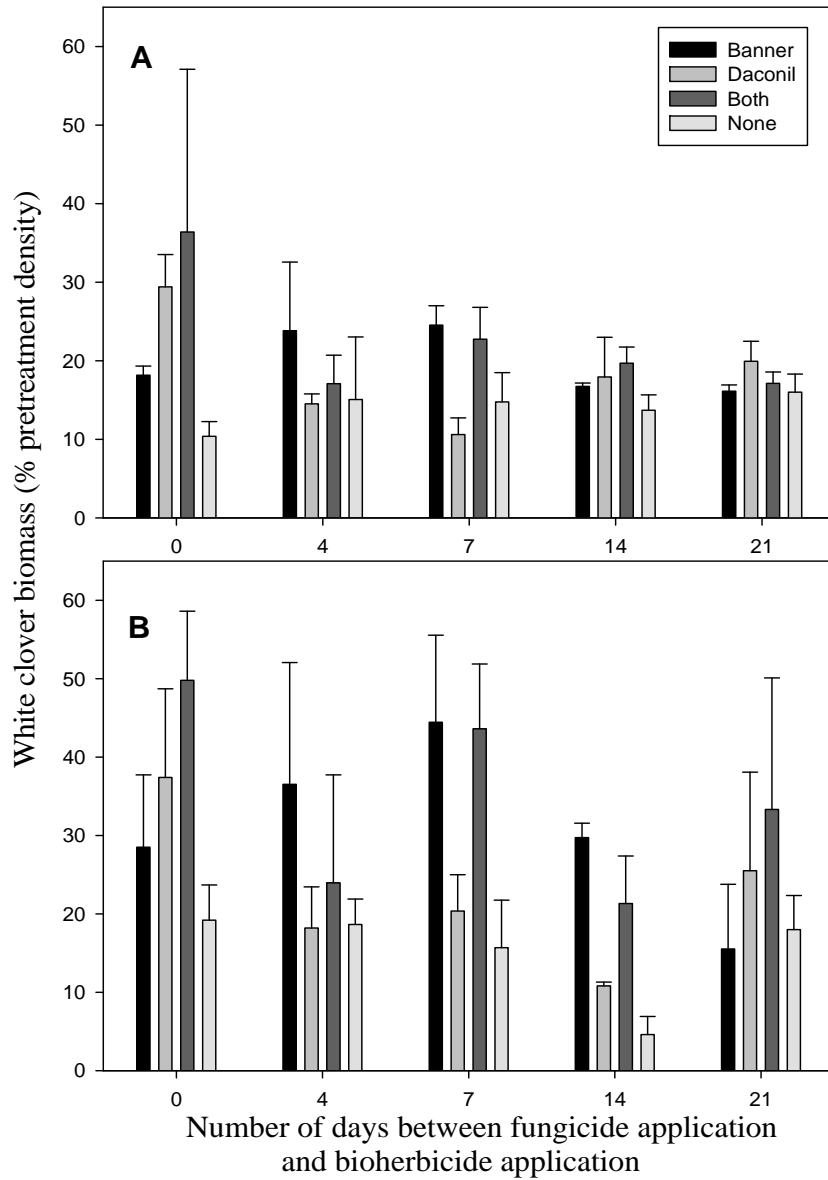 White clover biomass (% pretreatment density)
A
60
50
40
30
20
10
0
Banner
Daconil
Both
None
0 4 7 14 21
B
60
50
40
30
20
10
0
0 4 7 14 21
Number of days between fungicide application
and bioherbicide application